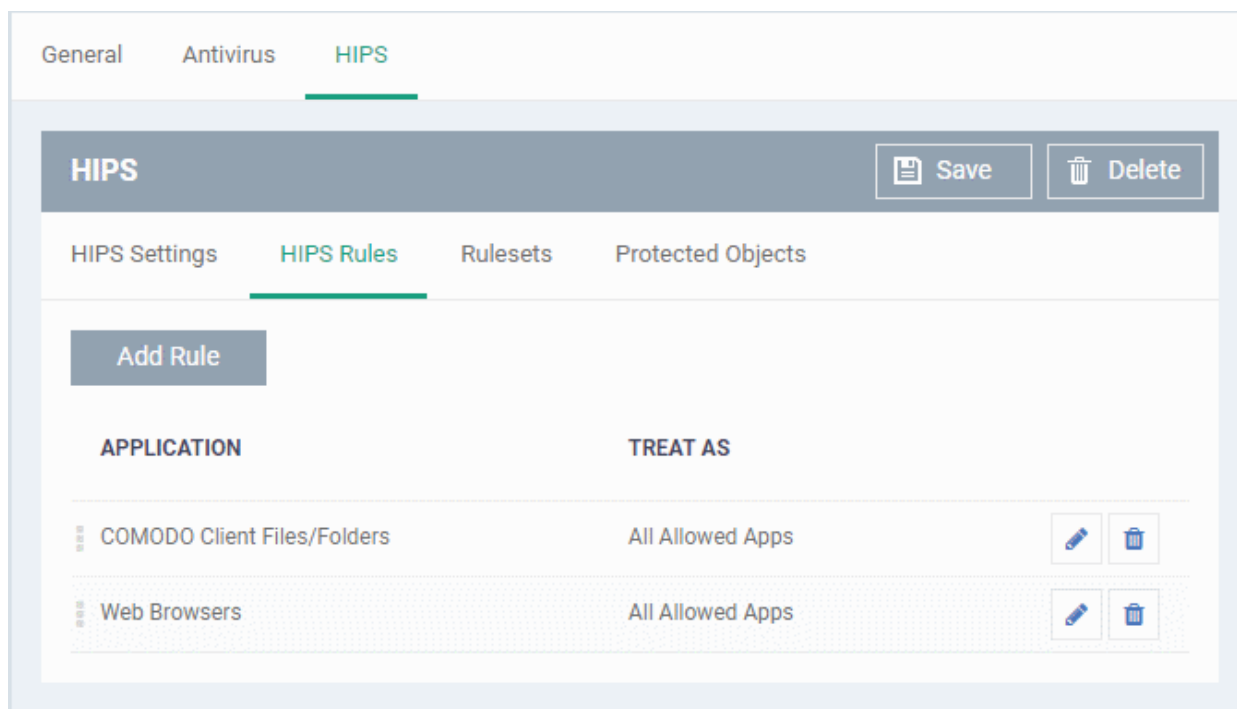 General Antivirus HIPS
HIPS Save Delete
HIPS Settings HIPS Rules Rulesets Protected Objects
Add Rule
APPLICATION TREAT AS
COMODO Client Files/Folders All Allowed Apps
Web Browsers All Allowed Apps